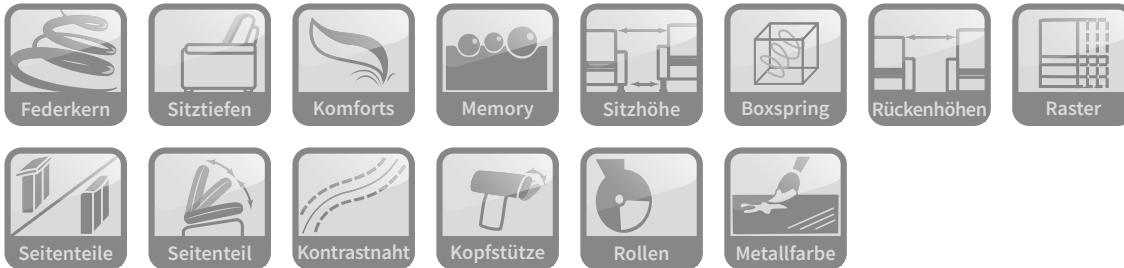 Federkern
Sitztiefen
Komforts
Memory
Sitzhöhe
Boxspring
Rückenhöhen
Raster
Seitenteile
Seitenteil
Kontrastnaht
Kopfstütze
Rollen
Metallfarbe